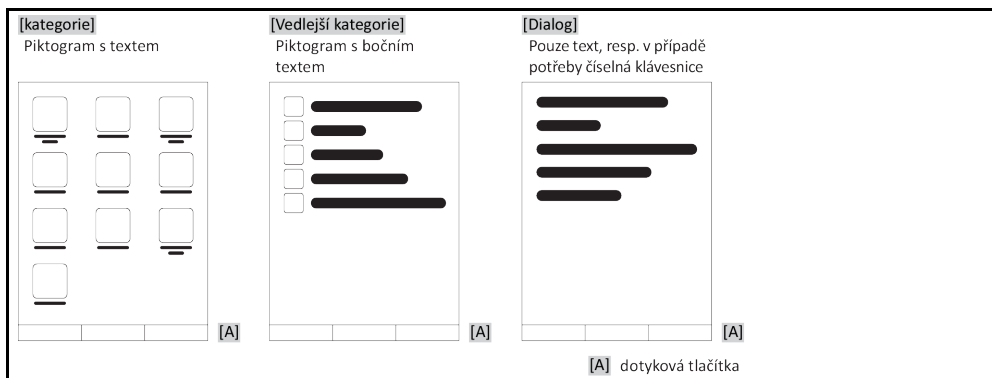 [kategorie]
Piktogram s textem
[Vedlejší kategorie]
Piktogram s bočním
textem
[Dialog]
Pouze text, resp. v případě
potřeby číselná klávesnice
[A]
[A]
[A] dotyková tlačítka